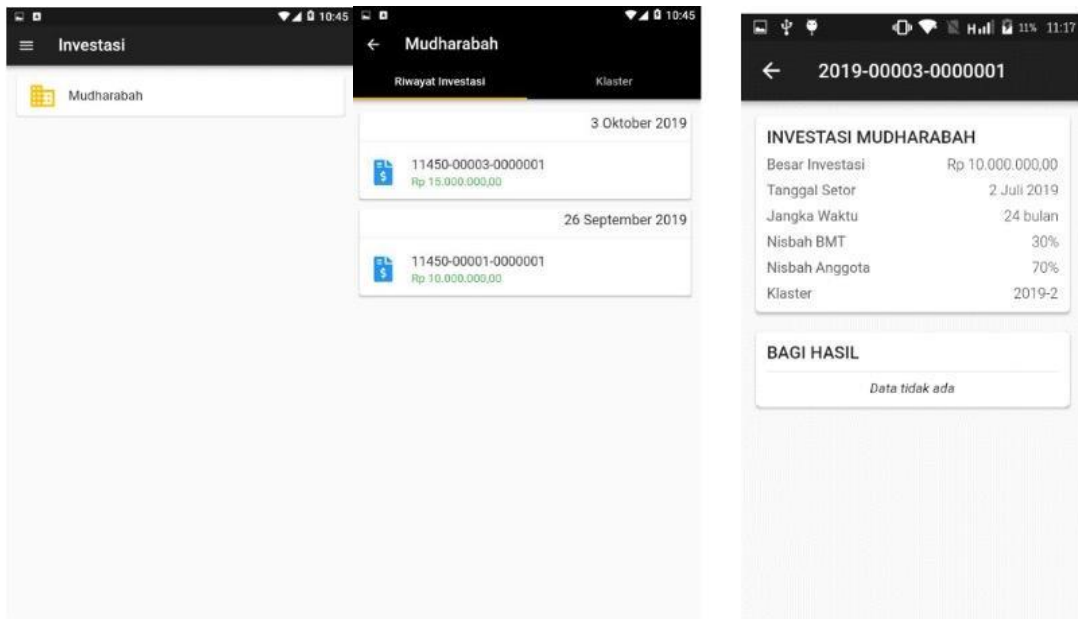 10:45
Investasi
Mudharabah
10:45
Mudharabah
Riwayat Investasi Klaster
3 Oktober 2019
11450-00003-0000001
Rp 15.000.000,00
26 September 2019
11450-00001-0000001
Rp 10.000.000,00
H 11% 11:17
2019-00003-0000001
INVESTASI MUDHARABAH
Besar Investasi Rp 10.000.000,00
Tanggal Setor 2 Juli 2019
Jangka Waktu 24 bulan
Nisbah BMT 30%
Nisbah Anggota 70%
Klaster 2019-2
BAGI HASIL
Data tidak ada